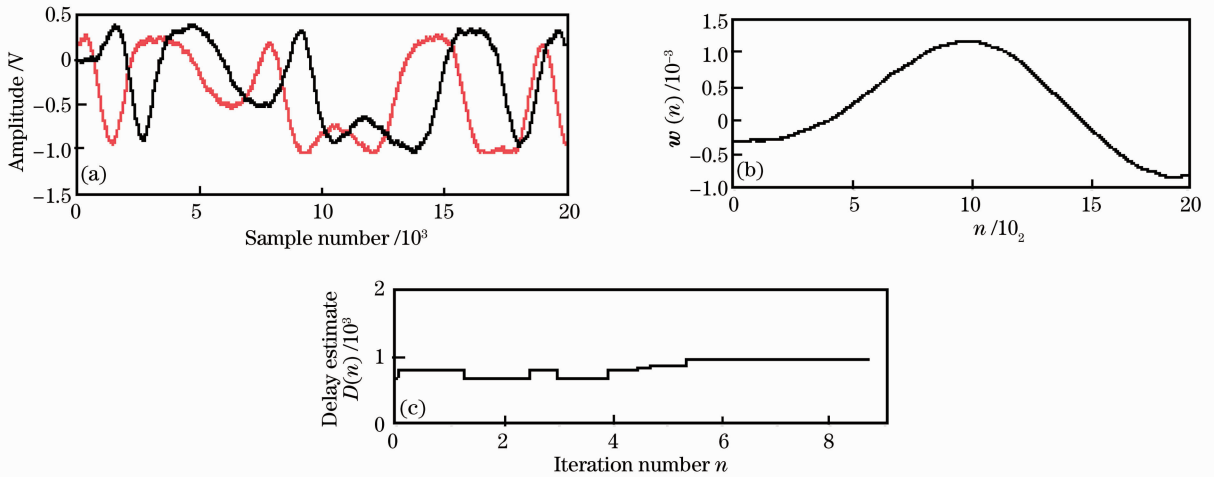 0.5
0
−0.5
−1.0
−1.5
Amplitude /V
(a)
0
5
10
15
20
Sample number /10³
1.5
1.0
0.5
0
−0.5
−1.0
w (n) /10⁻³
(b)
0
5
10
15
20
n /10₂
2
1
0
Delay estimate
D(n) /10³
(c)
0
2
4
6
8
Iteration number n